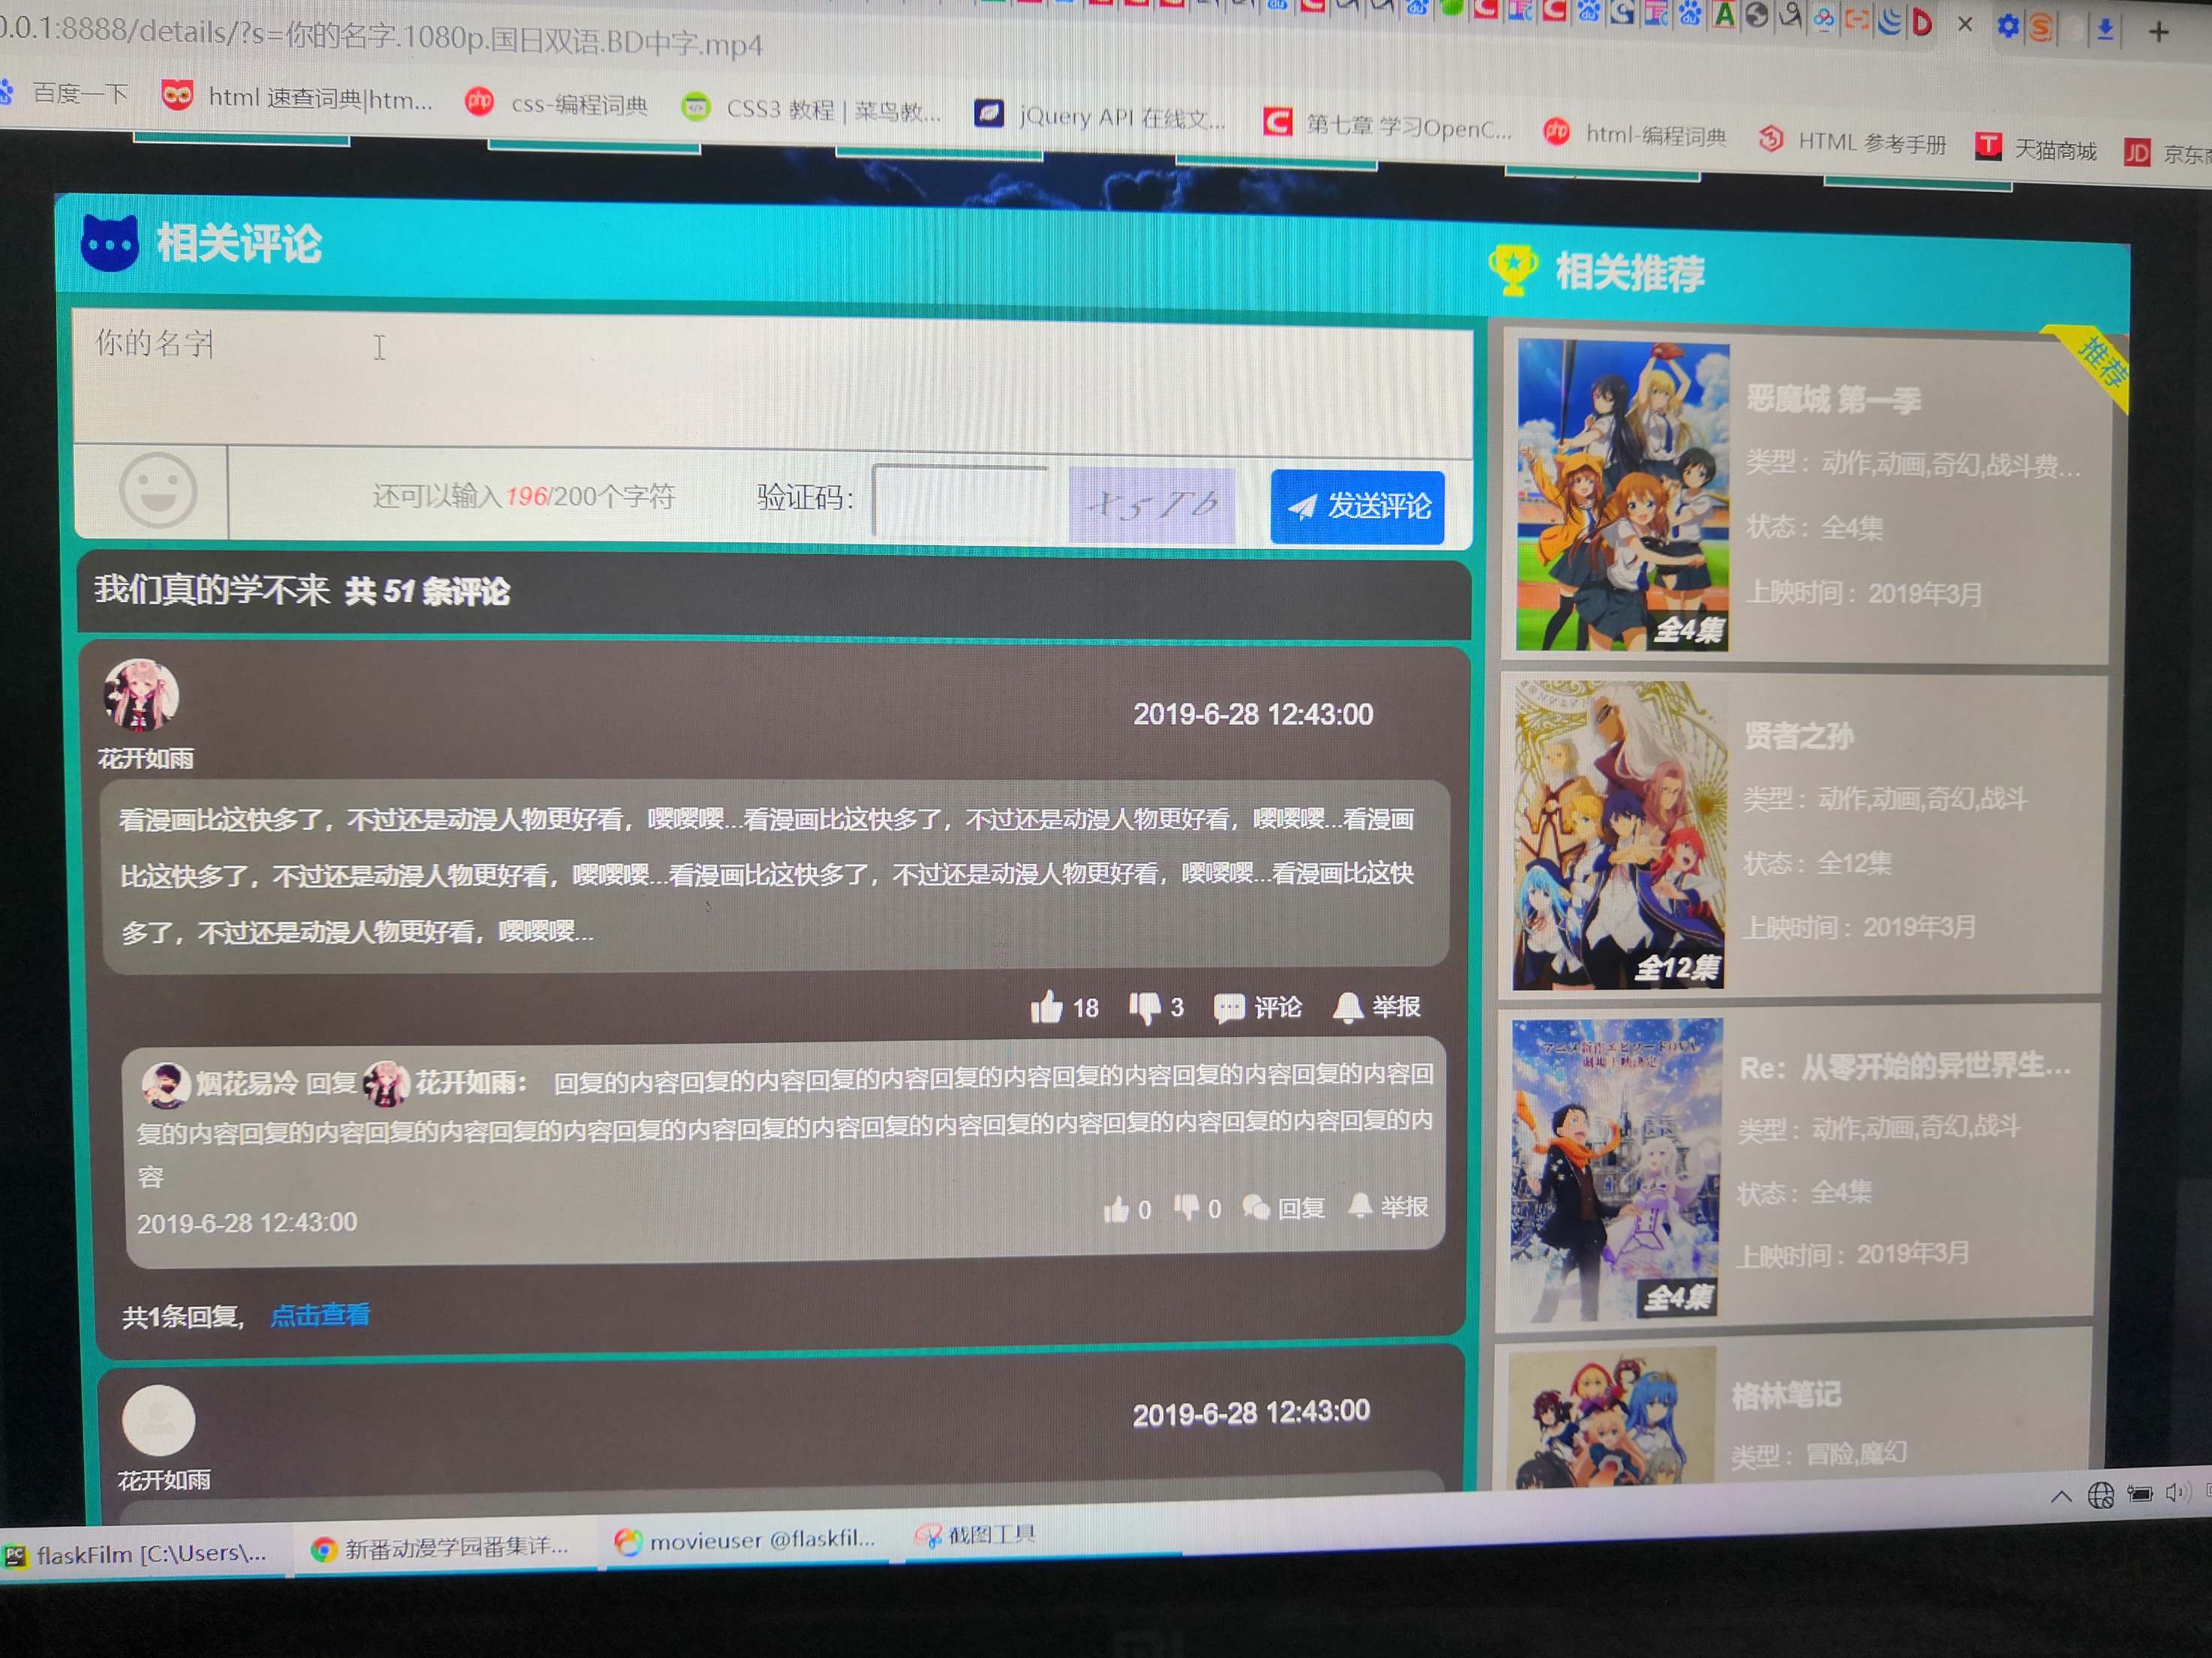 0.0.1:8888/details/?s=你的名字.1080p.国日双语.BD中字.mp4
百度一下 html 速查词典|htm... css-编程词典 CSS3 教程 | 菜鸟教... jQuery API 在线文... 第七章 学习OpenC... html-编程词典 HTML 参考手册 天猫商城 京东商
相关评论
你的名字
还可以输入196/200个字符 验证码： X5Tb 发送评论
我们真的学不来 共 51 条评论
2019-6-28 12:43:00
花开如雨
看漫画比这快多了，不过还是动漫人物更好看，嘤嘤嘤...看漫画比这快多了，不过还是动漫人物更好看，嘤嘤嘤...看漫画
比这快多了，不过还是动漫人物更好看，嘤嘤嘤...看漫画比这快多了，不过还是动漫人物更好看，嘤嘤嘤...看漫画比这快
多了，不过还是动漫人物更好看，嘤嘤嘤...
18 3 评论 举报
烟花易冷 回复 花开如雨： 回复的内容回复的内容回复的内容回复的内容回复的内容回复的内容回复的内容回
复的内容回复的内容回复的内容回复的内容回复的内容回复的内容回复的内容回复的内容回复的内容回复的内
容
2019-6-28 12:43:00 0 0 回复 举报
共1条回复， 点击查看
2019-6-28 12:43:00
花开如雨
相关推荐
推荐
恶魔城 第一季
类型：动作,动画,奇幻,战斗费...
状态：全4集
上映时间：2019年3月
全4集
贤者之孙
类型：动作,动画,奇幻,战斗
状态：全12集
上映时间：2019年3月
全12集
Re：从零开始的异世界生...
类型：动作,动画,奇幻,战斗
状态：全4集
上映时间：2019年3月
全4集
格林笔记
类型：冒险,魔幻
flaskFilm [C:\Users\... 新番动漫学园番集详... movieuser @flaskfil... 截图工具